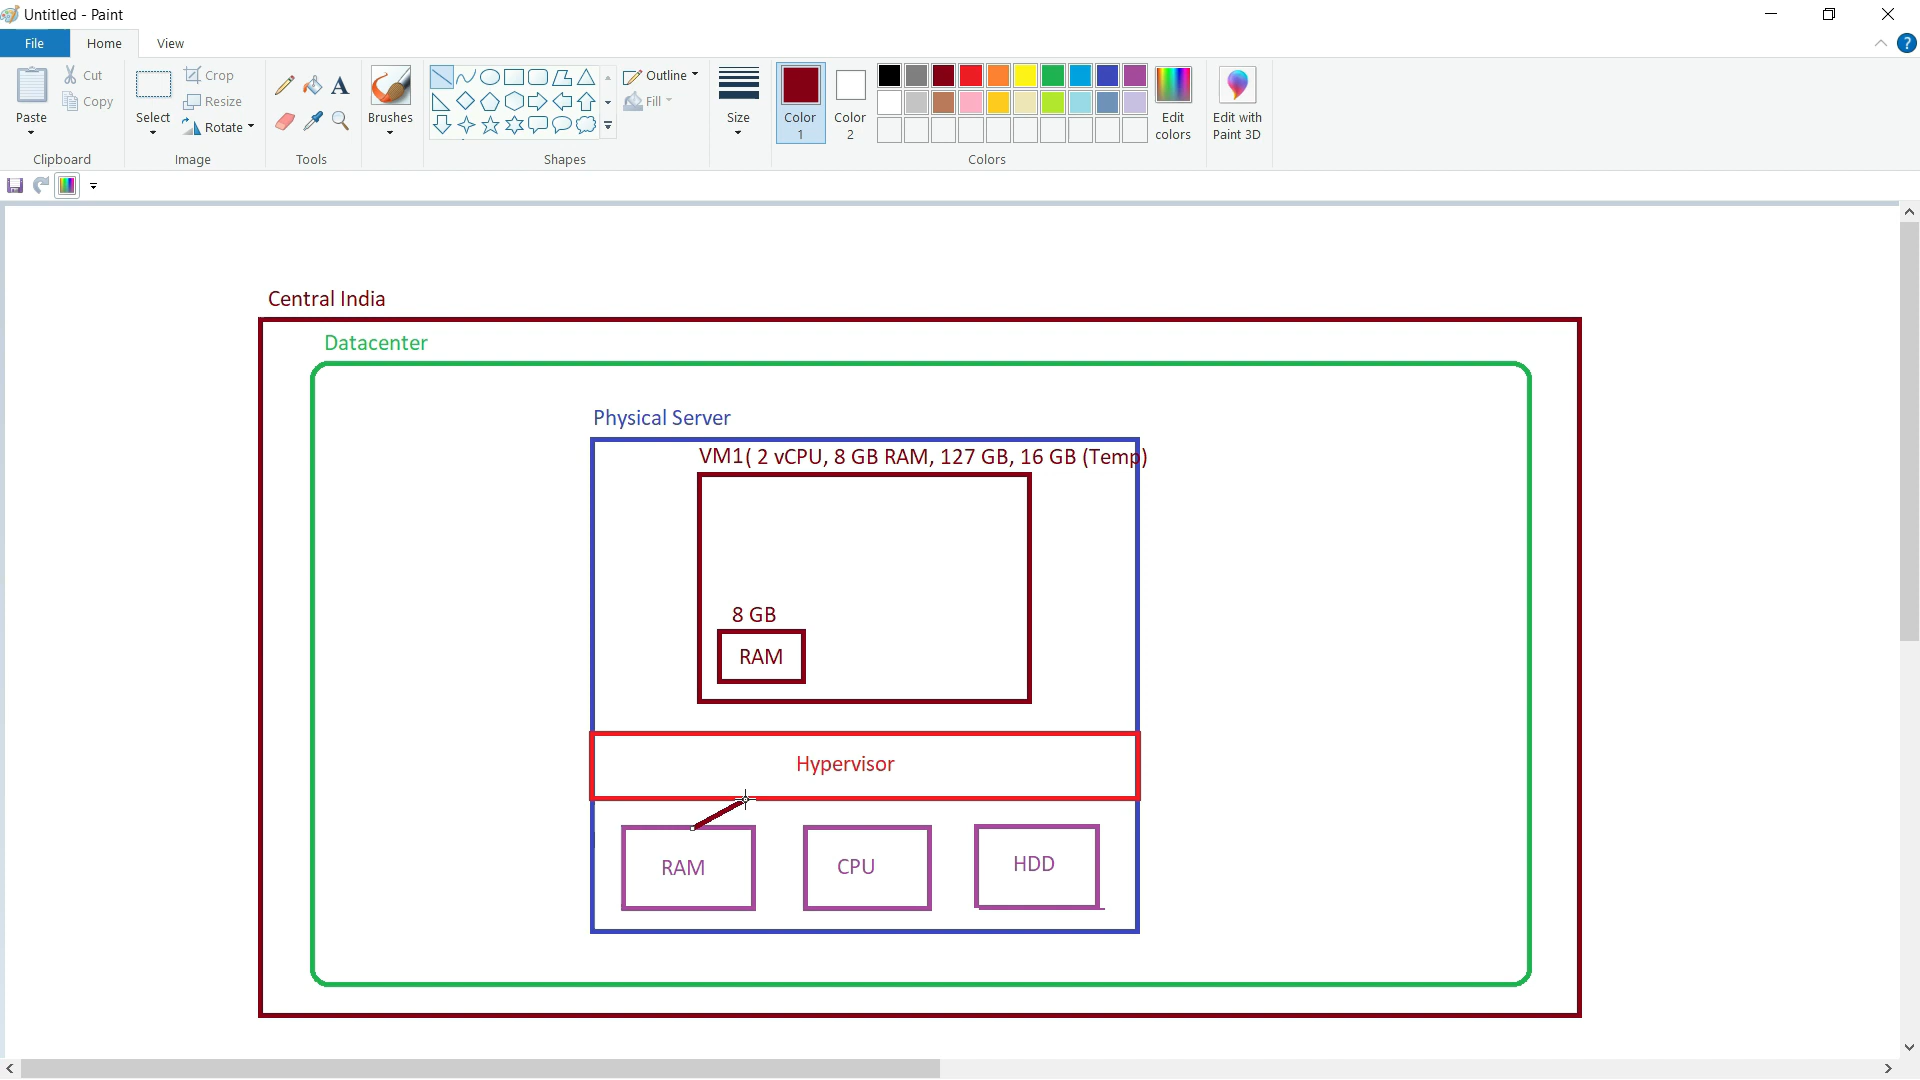 Untitled - Paint
File
Home
View
Paste
Cut
Copy
Clipboard
Select
Crop
Resize
Rotate
Image
A
Tools
Brushes
Shapes
Outline
Fill
Size
Color
1
Color
2
Colors
Edit
colors
Edit with
Paint 3D
?
Central India
Datacenter
Physical Server
VM1( 2 vCPU, 8 GB RAM, 127 GB, 16 GB (Temp)
8 GB
RAM
Hypervisor
RAM
CPU
HDD